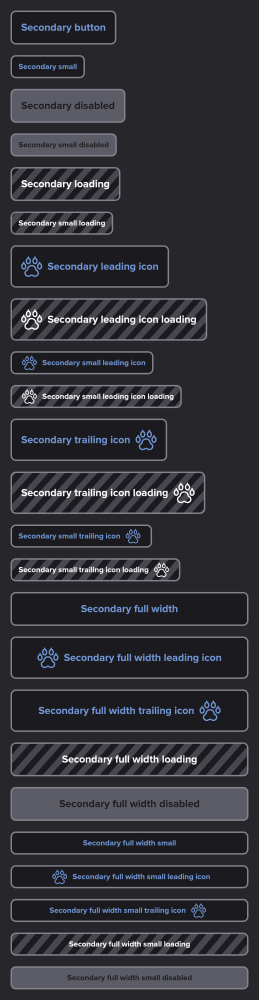 Secondary button
Secondary small
Secondary disabled
Secondary small disabled
Secondary loading
Secondary small loading
Secondary leading icon
Secondary leading icon loading
Secondary small leading icon
Secondary small leading icon loading
Secondary trailing icon
Secondary trailing icon loading
Secondary small trailing icon
Secondary small trailing icon loading
Secondary full width
Secondary full width leading icon
Secondary full width trailing icon
Secondary full width loading
Secondary full width disabled
Secondary full width small
Secondary full width small leading icon
Secondary full width small trailing icon
Secondary full width small loading
Secondary full width small disabled